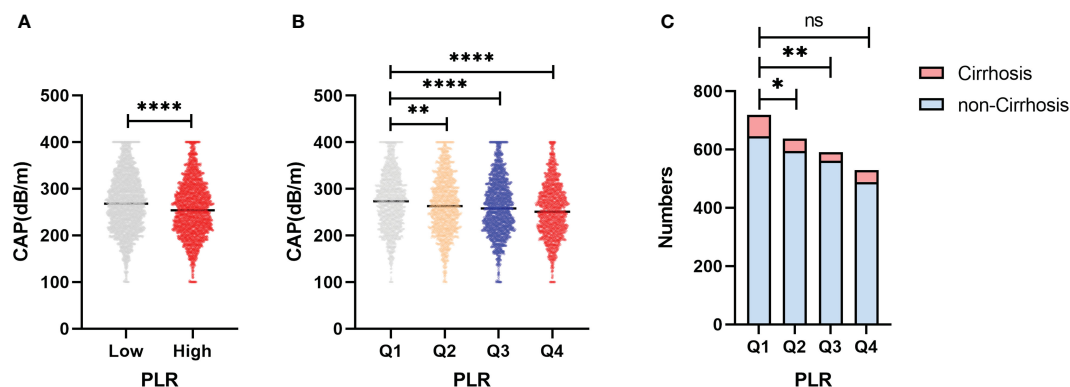 A
****
500
400
300
200
100
0
CAP(dB/m)
Low High
PLR
B
****
****
**
500
400
300
200
100
0
CAP(dB/m)
Q1 Q2 Q3 Q4
PLR
C
ns
**
*
800
600
400
200
0
Numbers
Q1 Q2 Q3 Q4
PLR
Cirrhosis
non-Cirrhosis